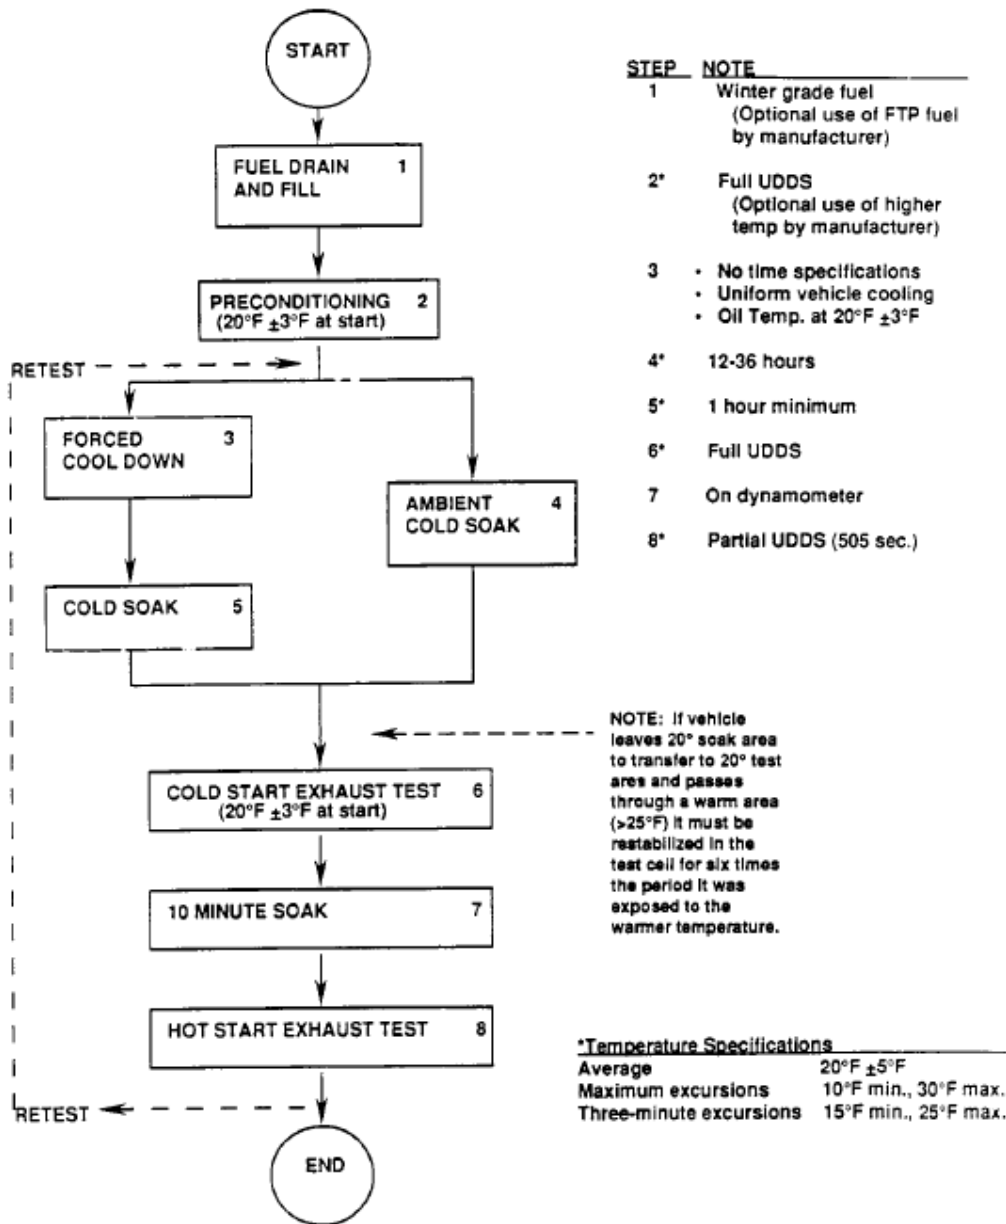 START
FUEL DRAIN 1
AND FILL
PRECONDITIONING 2
(20°F ±3°F at start)
RETEST
FORCED 3
COOL DOWN
AMBIENT 4
COLD SOAK
COLD SOAK 5
COLD START EXHAUST TEST 6
(20°F ±3°F at start)
10 MINUTE SOAK 7
HOT START EXHAUST TEST 8
RETEST
END
STEP NOTE
1 Winter grade fuel
(Optional use of FTP fuel
by manufacturer)
2* Full UDDS
(Optional use of higher
temp by manufacturer)
3 • No time specifications
• Uniform vehicle cooling
• Oil Temp. at 20°F ±3°F
4* 12-36 hours
5* 1 hour minimum
6* Full UDDS
7 On dynamometer
8* Partial UDDS (505 sec.)
NOTE: If vehicle
leaves 20° soak area
to transfer to 20° test
ares and passes
through a warm area
(>25°F) it must be
restabilized in the
test cell for six times
the period it was
exposed to the
warmer temperature.
*Temperature Specifications
Average 20°F ±5°F
Maximum excursions 10°F min., 30°F max.
Three-minute excursions 15°F min., 25°F max.